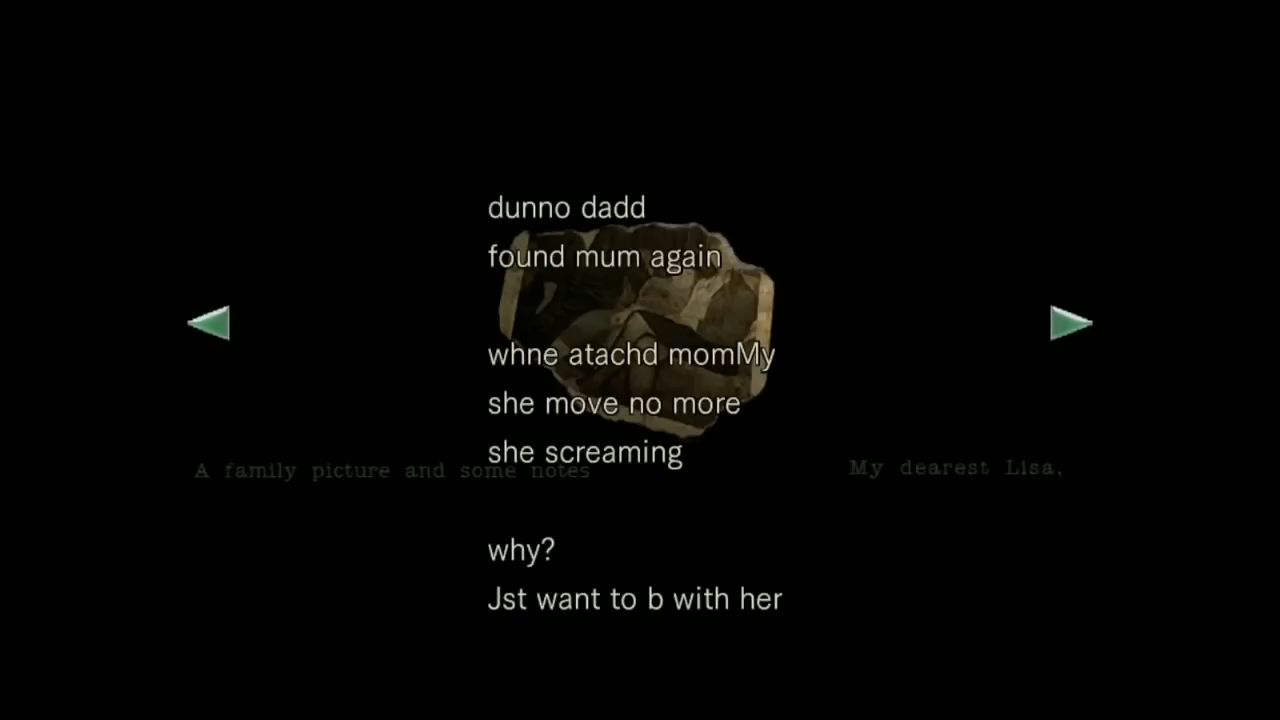 dunno dadd
found mum again
whne atachd momMy
she move no more
she screaming
A family picture and some notes
My dearest Lisa,
why?
Jst want to b with her